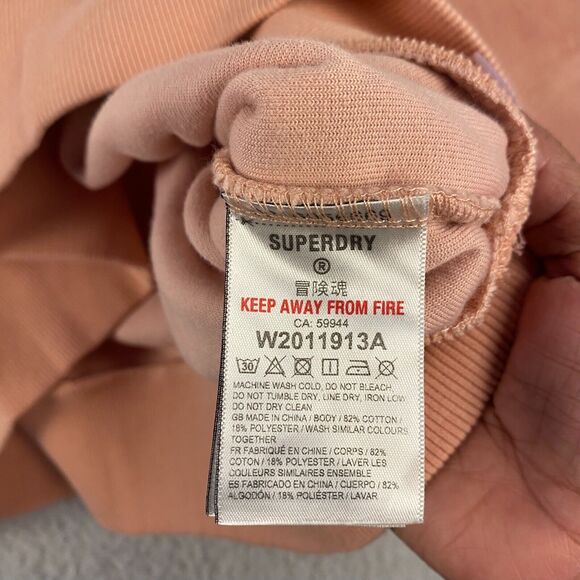 SUPERDRY
®
冒険魂
KEEP AWAY FROM FIRE
CA: 59944
W2011913A
30
MACHINE WASH COLD, DO NOT BLEACH
DO NOT TUMBLE DRY, LINE DRY, IRON LOW
DO NOT DRY CLEAN
GB MADE IN CHINA / BODY / 82% COTTON /
18% POLYESTER / WASH SIMILAR COLOURS
TOGETHER
FR FABRIQUÉ EN CHINE / CORPS / 82%
COTON / 18% POLYESTER / LAVER LES
COULEURS SIMILAIRES ENSEMBLE
ES FABRICADO EN CHINA / CUERPO / 82%
ALGODÓN / 18% POLIÉSTER / LAVAR